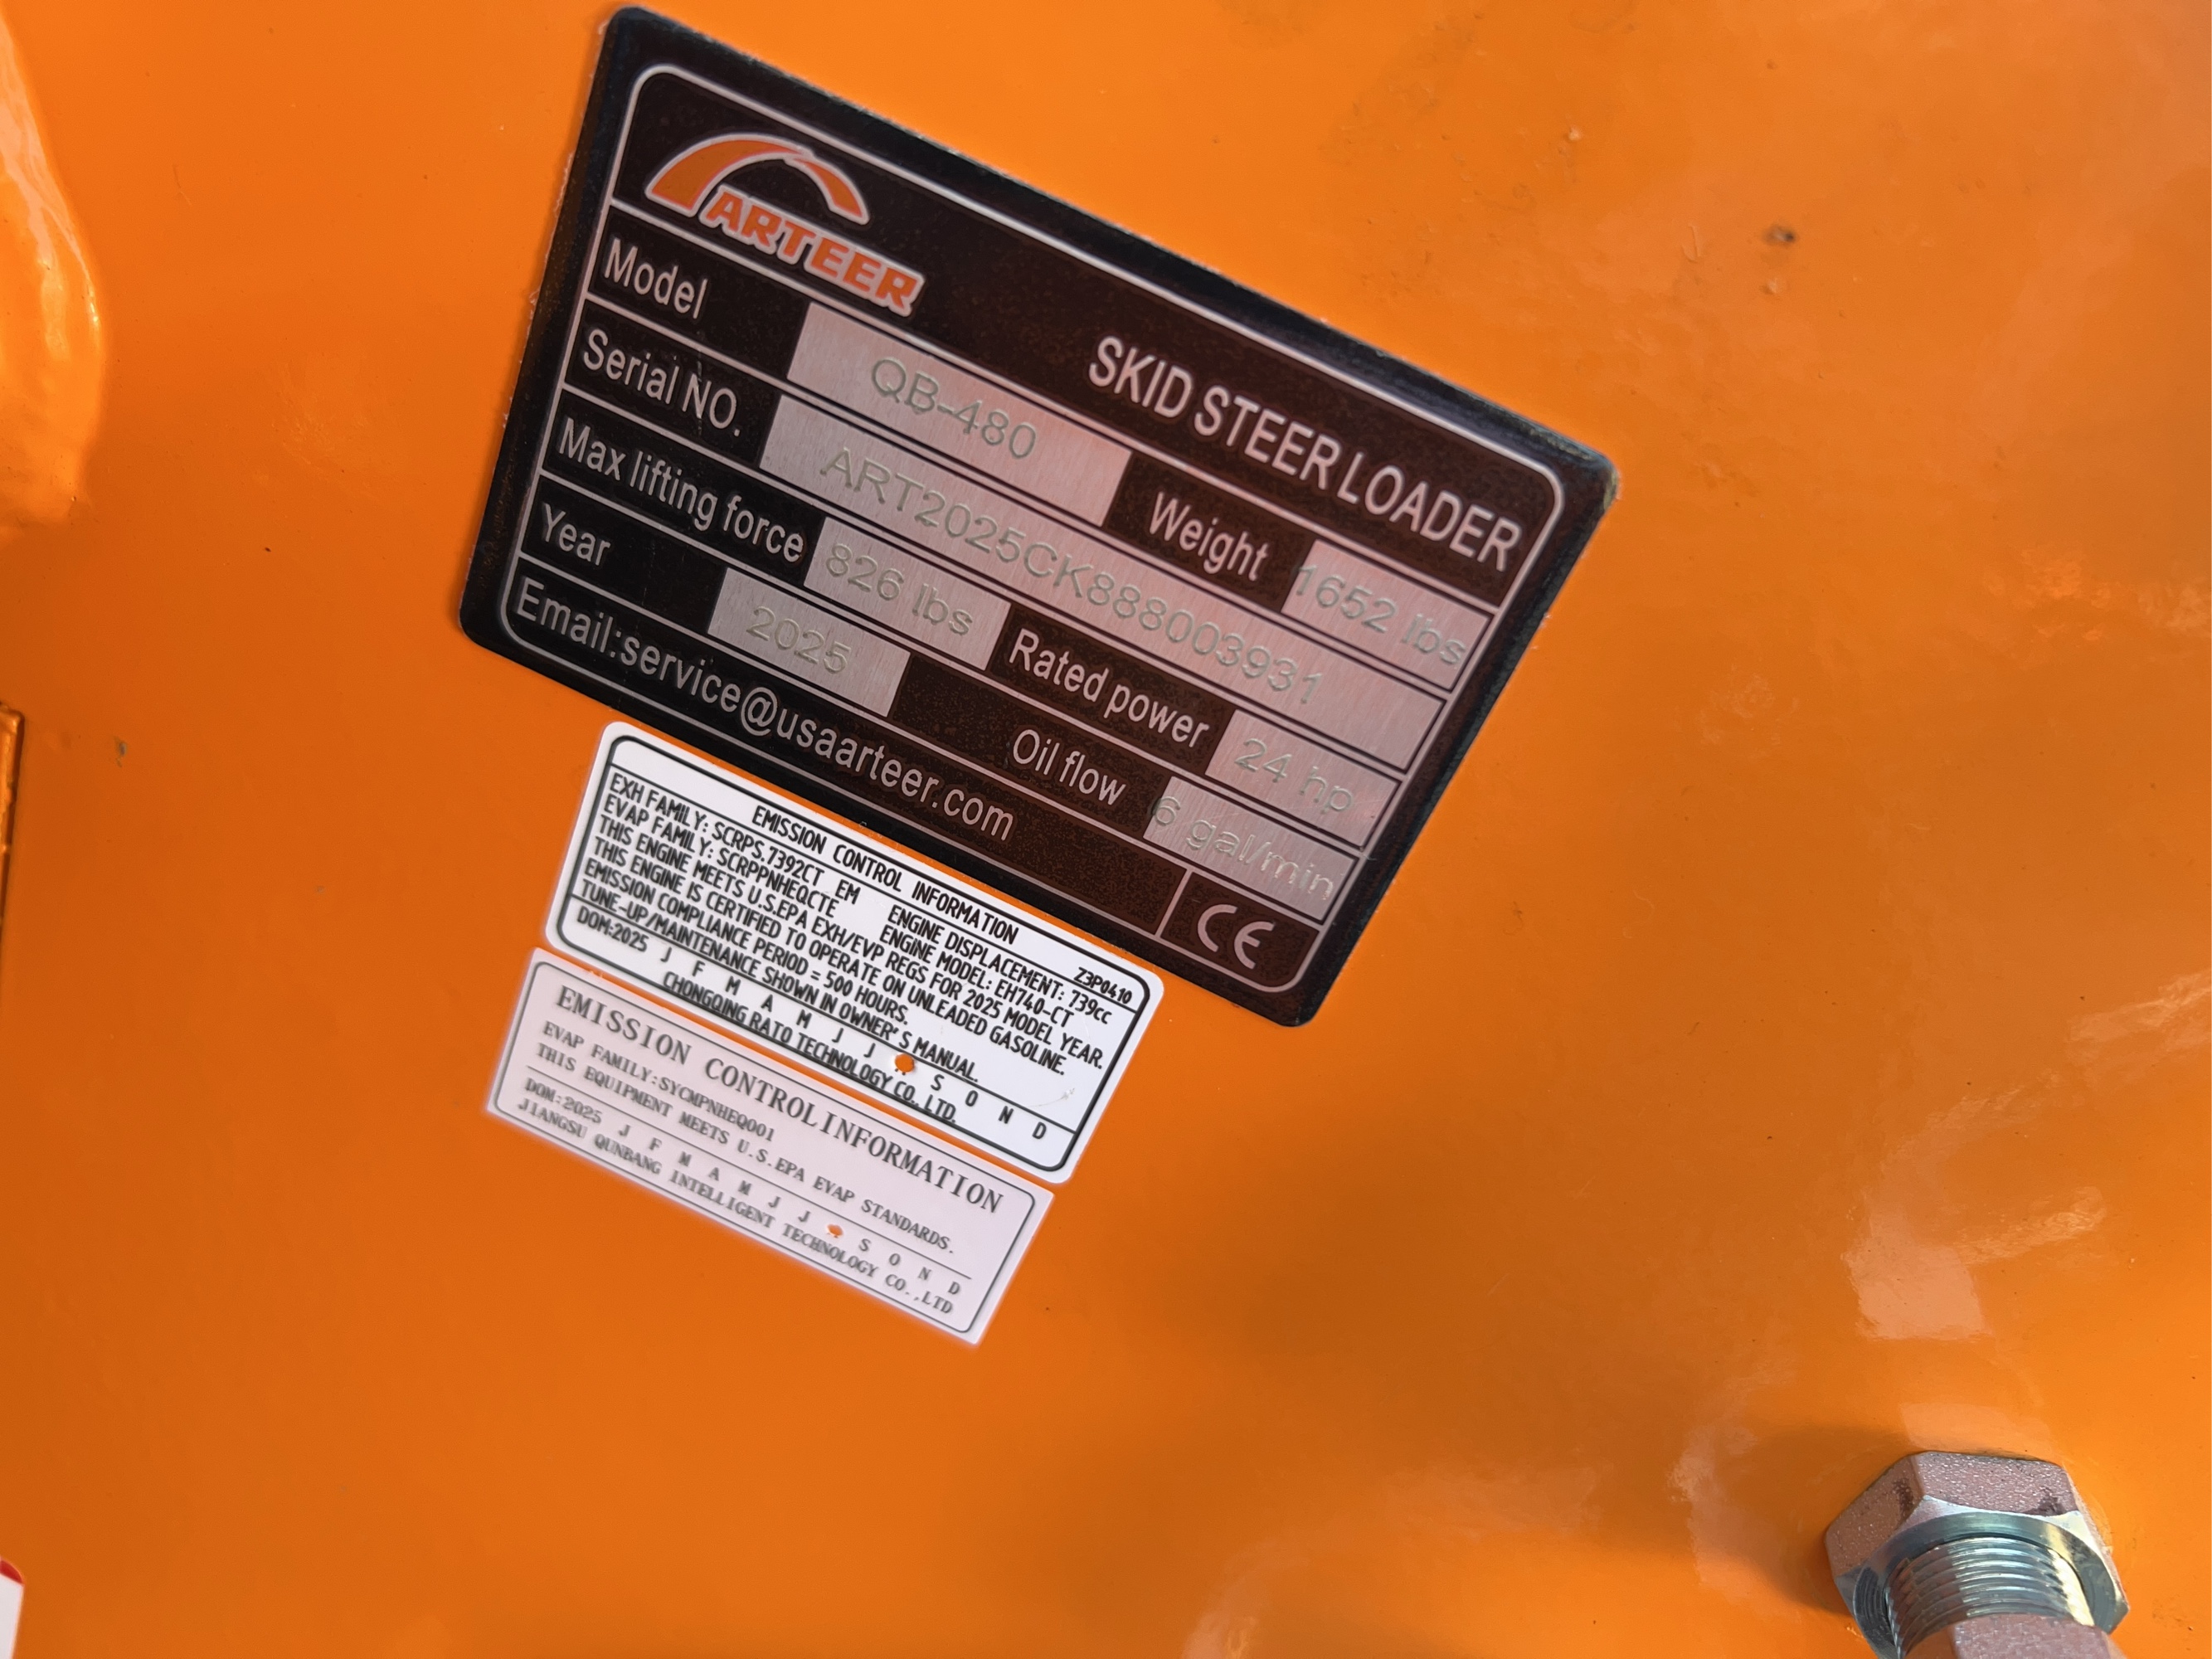 ARTEER
SKID STEER LOADER
Model QB-480 Weight 1652 lbs
Serial NO. ART2025CK888003931
Max lifting force 826 lbs Rated power 24 hp
Year 2025 Oil flow 6 gal/min
Email:service@usaarteer.com CE
EMISSION CONTROL INFORMATION Z3P0410
EXH FAMILY: SCRPS.7392CT EM ENGINE DISPLACEMENT: 739cc
EVAP FAMILY: SCRPPNHEQCTE ENGINE MODEL: EH740-CT
THIS ENGINE MEETS U.S.EPA EXH/EVP REGS FOR 2025 MODEL YEAR.
THIS ENGINE IS CERTIFIED TO OPERATE ON UNLEADED GASOLINE.
EMISSION COMPLIANCE PERIOD = 500 HOURS.
TUNE-UP/MAINTENANCE SHOWN IN OWNER'S MANUAL.
DOM:2025 J F M A M J J S O N D
CHONGQING RATO TECHNOLOGY CO., LTD.
EMISSION CONTROL INFORMATION
EVAP FAMILY:SYCMPNHEQ001
THIS EQUIPMENT MEETS U.S.EPA EVAP STANDARDS.
DOM:2025 J F M A M J J S O N D
JIANGSU QUNBANG INTELLIGENT TECHNOLOGY CO.,LTD